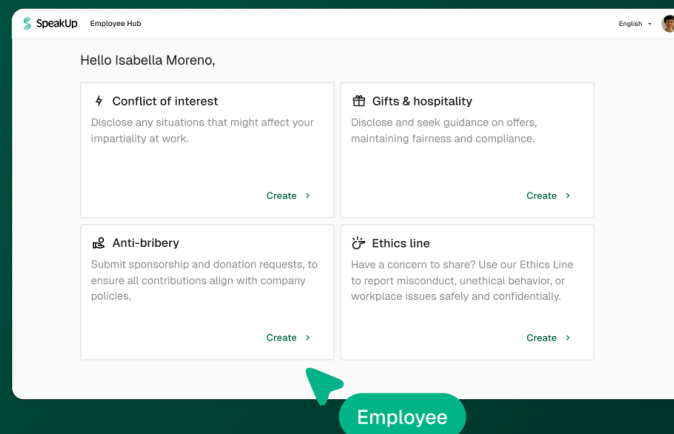 SpeakUp Employee Hub English
Hello Isabella Moreno,
Conflict of interest
Disclose any situations that might affect your
impartiality at work.
Create
Gifts & hospitality
Disclose and seek guidance on offers,
maintaining fairness and compliance.
Create
Anti-bribery
Submit sponsorship and donation requests, to
ensure all contributions align with company
policies.
Create
Ethics line
Have a concern to share? Use our Ethics Line
to report misconduct, unethical behavior, or
workplace issues safely and confidentially.
Create
Employee